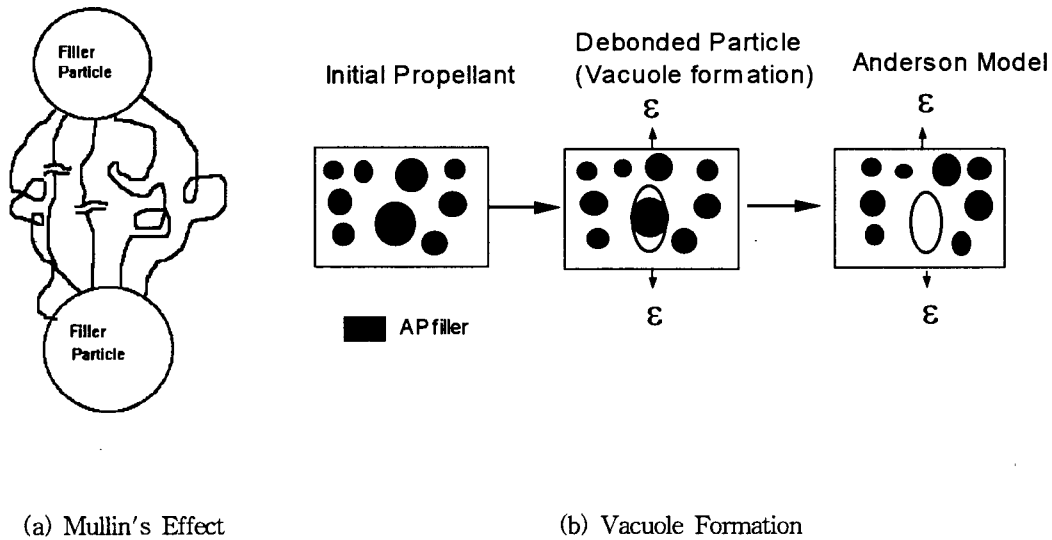 Filler
Particle
Filler
Particle
Initial Propellant
Debonded Particle
(Vacuole formation)
Anderson Model
ε
ε
ε
ε
AP filler
(a) Mullin's Effect
(b) Vacuole Formation